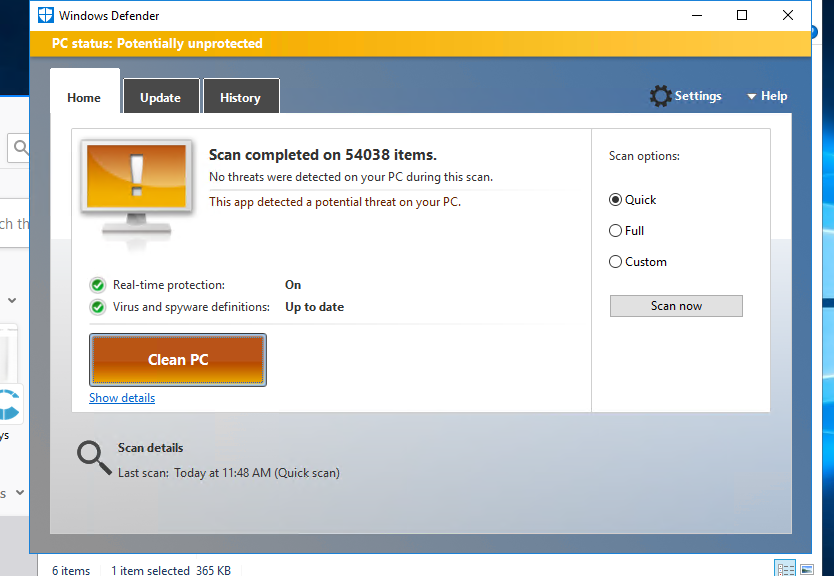 Windows Defender
PC status: Potentially unprotected
Home
Update
History
Settings
Help
Scan completed on 54038 items.
No threats were detected on your PC during this scan.
This app detected a potential threat on your PC.
Scan options:
Quick
Full
Custom
Scan now
Real-time protection: On
Virus and spyware definitions: Up to date
Clean PC
Show details
Scan details
Last scan: Today at 11:48 AM (Quick scan)
ch th
ys
s
6 items 1 item selected 365 KB